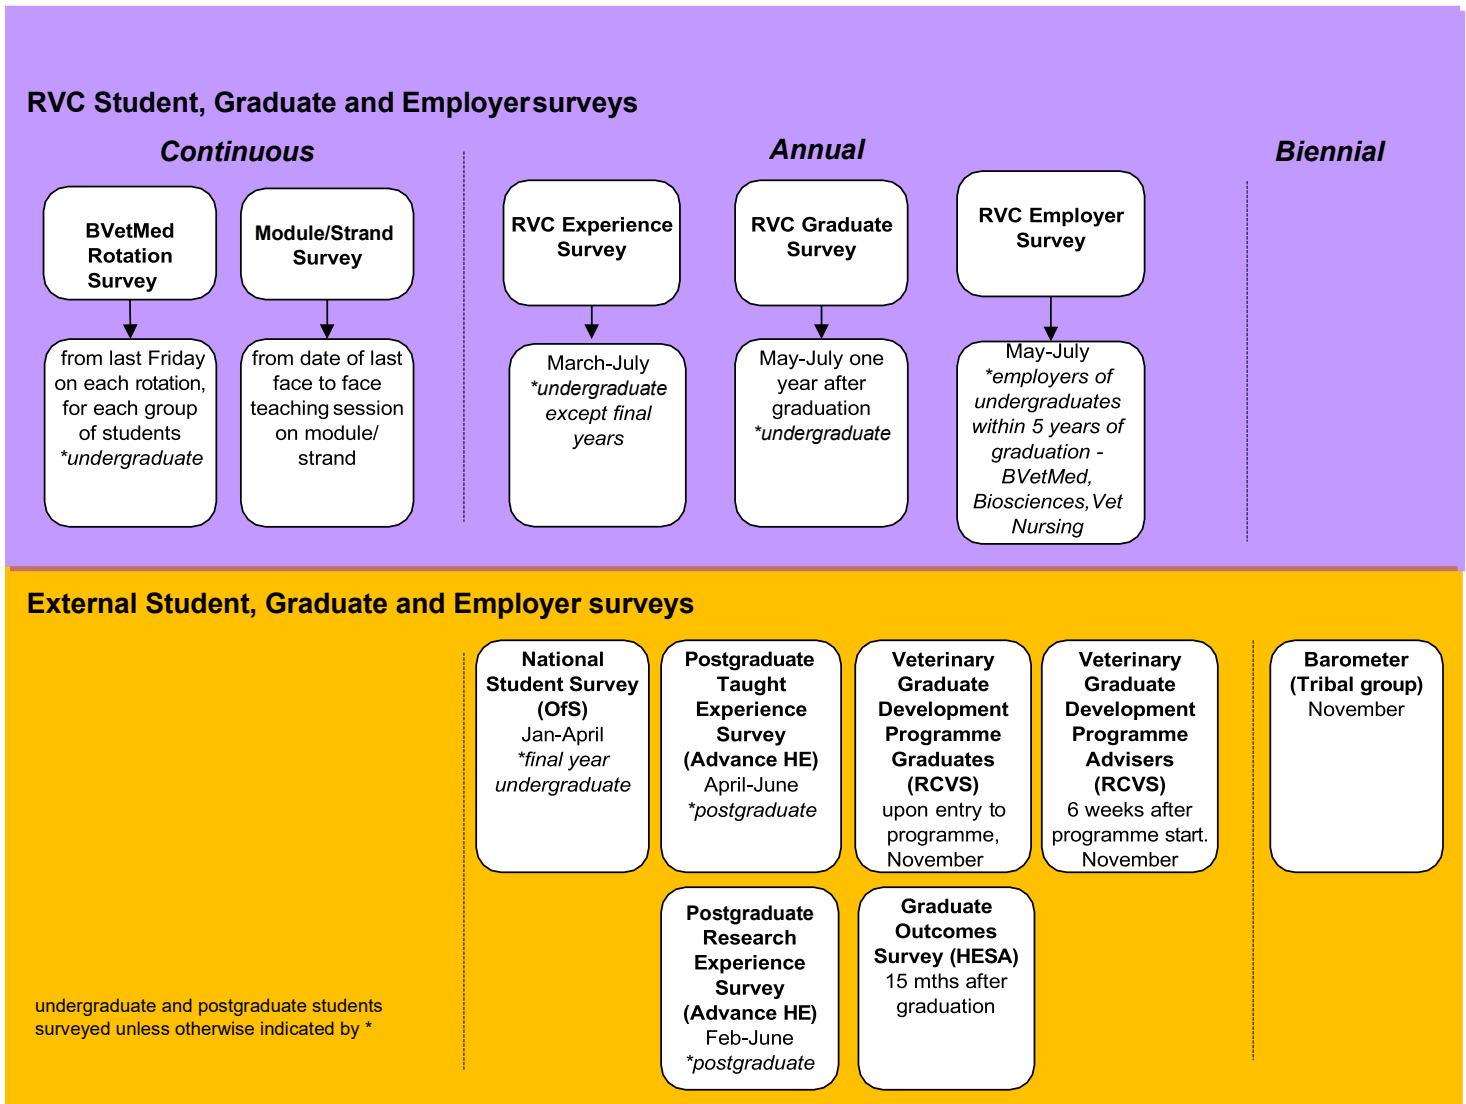 RVC Student, Graduate and Employer surveys
Continuous
Annual
Biennial
BVetMed
Rotation
Survey
Module/Strand
Survey
RVC Experience
Survey
RVC Graduate
Survey
RVC Employer
Survey
from last Friday
on each rotation,
for each group
of students
*undergraduate
from date of last
face to face
teaching session
on module/
strand
March-July
*undergraduate
except final
years
May-July one
year after
graduation
*undergraduate
May-July
*employers of
undergraduates
within 5 years of
graduation -
BVetMed,
Biosciences,Vet
Nursing
External Student, Graduate and Employer surveys
National
Student Survey
(OfS)
Jan-April
*final year
undergraduate
Postgraduate
Taught
Experience
Survey
(Advance HE)
April-June
*postgraduate
Veterinary
Graduate
Development
Programme
Graduates
(RCVS)
upon entry to
programme,
November
Veterinary
Graduate
Development
Programme
Advisers
(RCVS)
6 weeks after
programme start.
November
Barometer
(Tribal group)
November
Postgraduate
Research
Experience
Survey
(Advance HE)
Feb-June
*postgraduate
Graduate
Outcomes
Survey (HESA)
15 mths after
graduation
undergraduate and postgraduate students
surveyed unless otherwise indicated by *